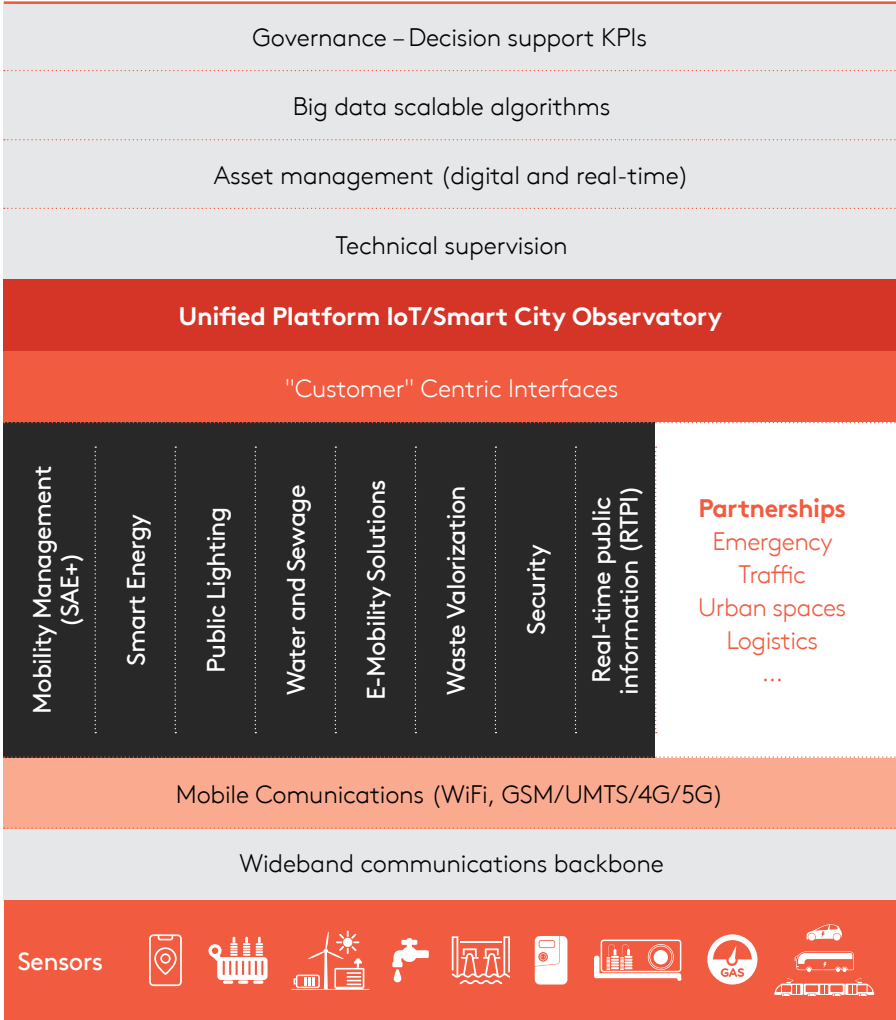 Governance – Decision support KPIs
Big data scalable algorithms
Asset management (digital and real-time)
Technical supervision
Unified Platform IoT/Smart City Observatory
"Customer" Centric Interfaces
Mobility Management
(SAE+)
Smart Energy
Public Lighting
Water and Sewage
E-Mobility Solutions
Waste Valorization
Security
Real-time public
information (RTPI)
Partnerships
Emergency
Traffic
Urban spaces
Logistics
...
Mobile Comunications (WiFi, GSM/UMTS/4G/5G)
Wideband communications backbone
Sensors
GAS